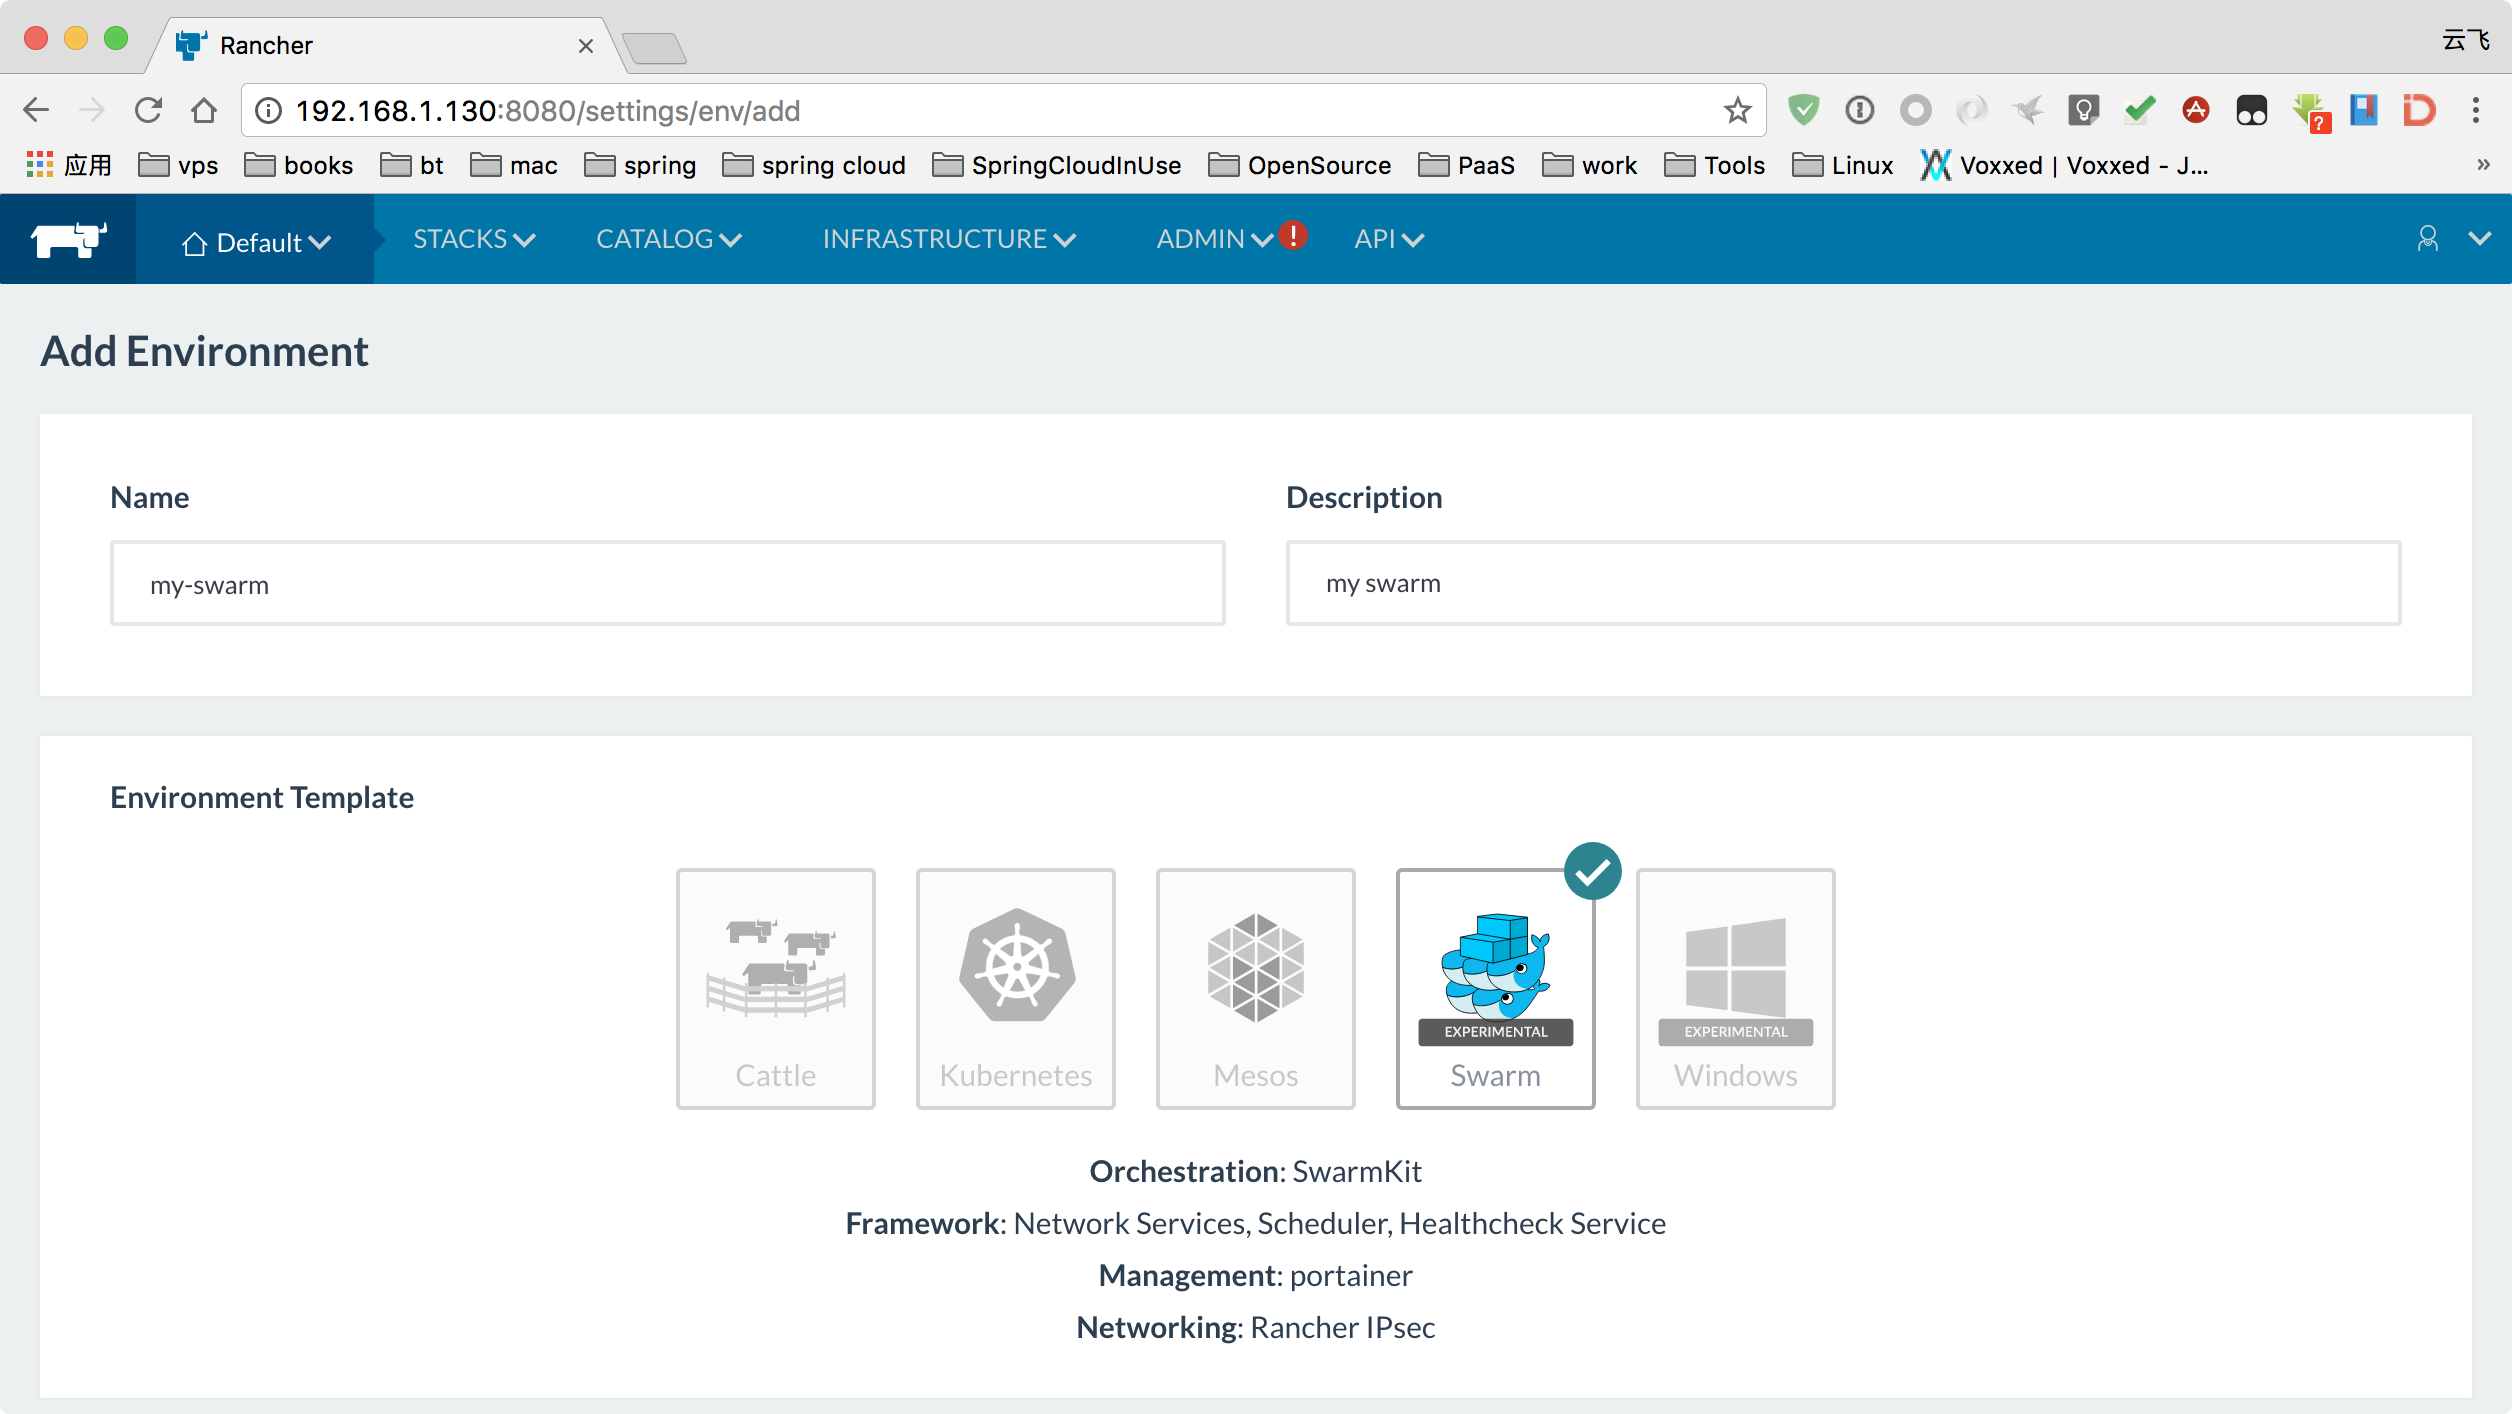 Rancher
云飞
192.168.1.130:8080/settings/env/add
应用 vps books bt mac spring spring cloud SpringCloudInUse OpenSource PaaS work Tools Linux Voxxed | Voxxed - J... »
Default STACKS CATALOG INFRASTRUCTURE ADMIN ! API
Add Environment
Name Description
my-swarm my swarm
Environment Template
EXPERIMENTAL EXPERIMENTAL
Cattle Kubernetes Mesos Swarm Windows
Orchestration: SwarmKit
Framework: Network Services, Scheduler, Healthcheck Service
Management: portainer
Networking: Rancher IPsec